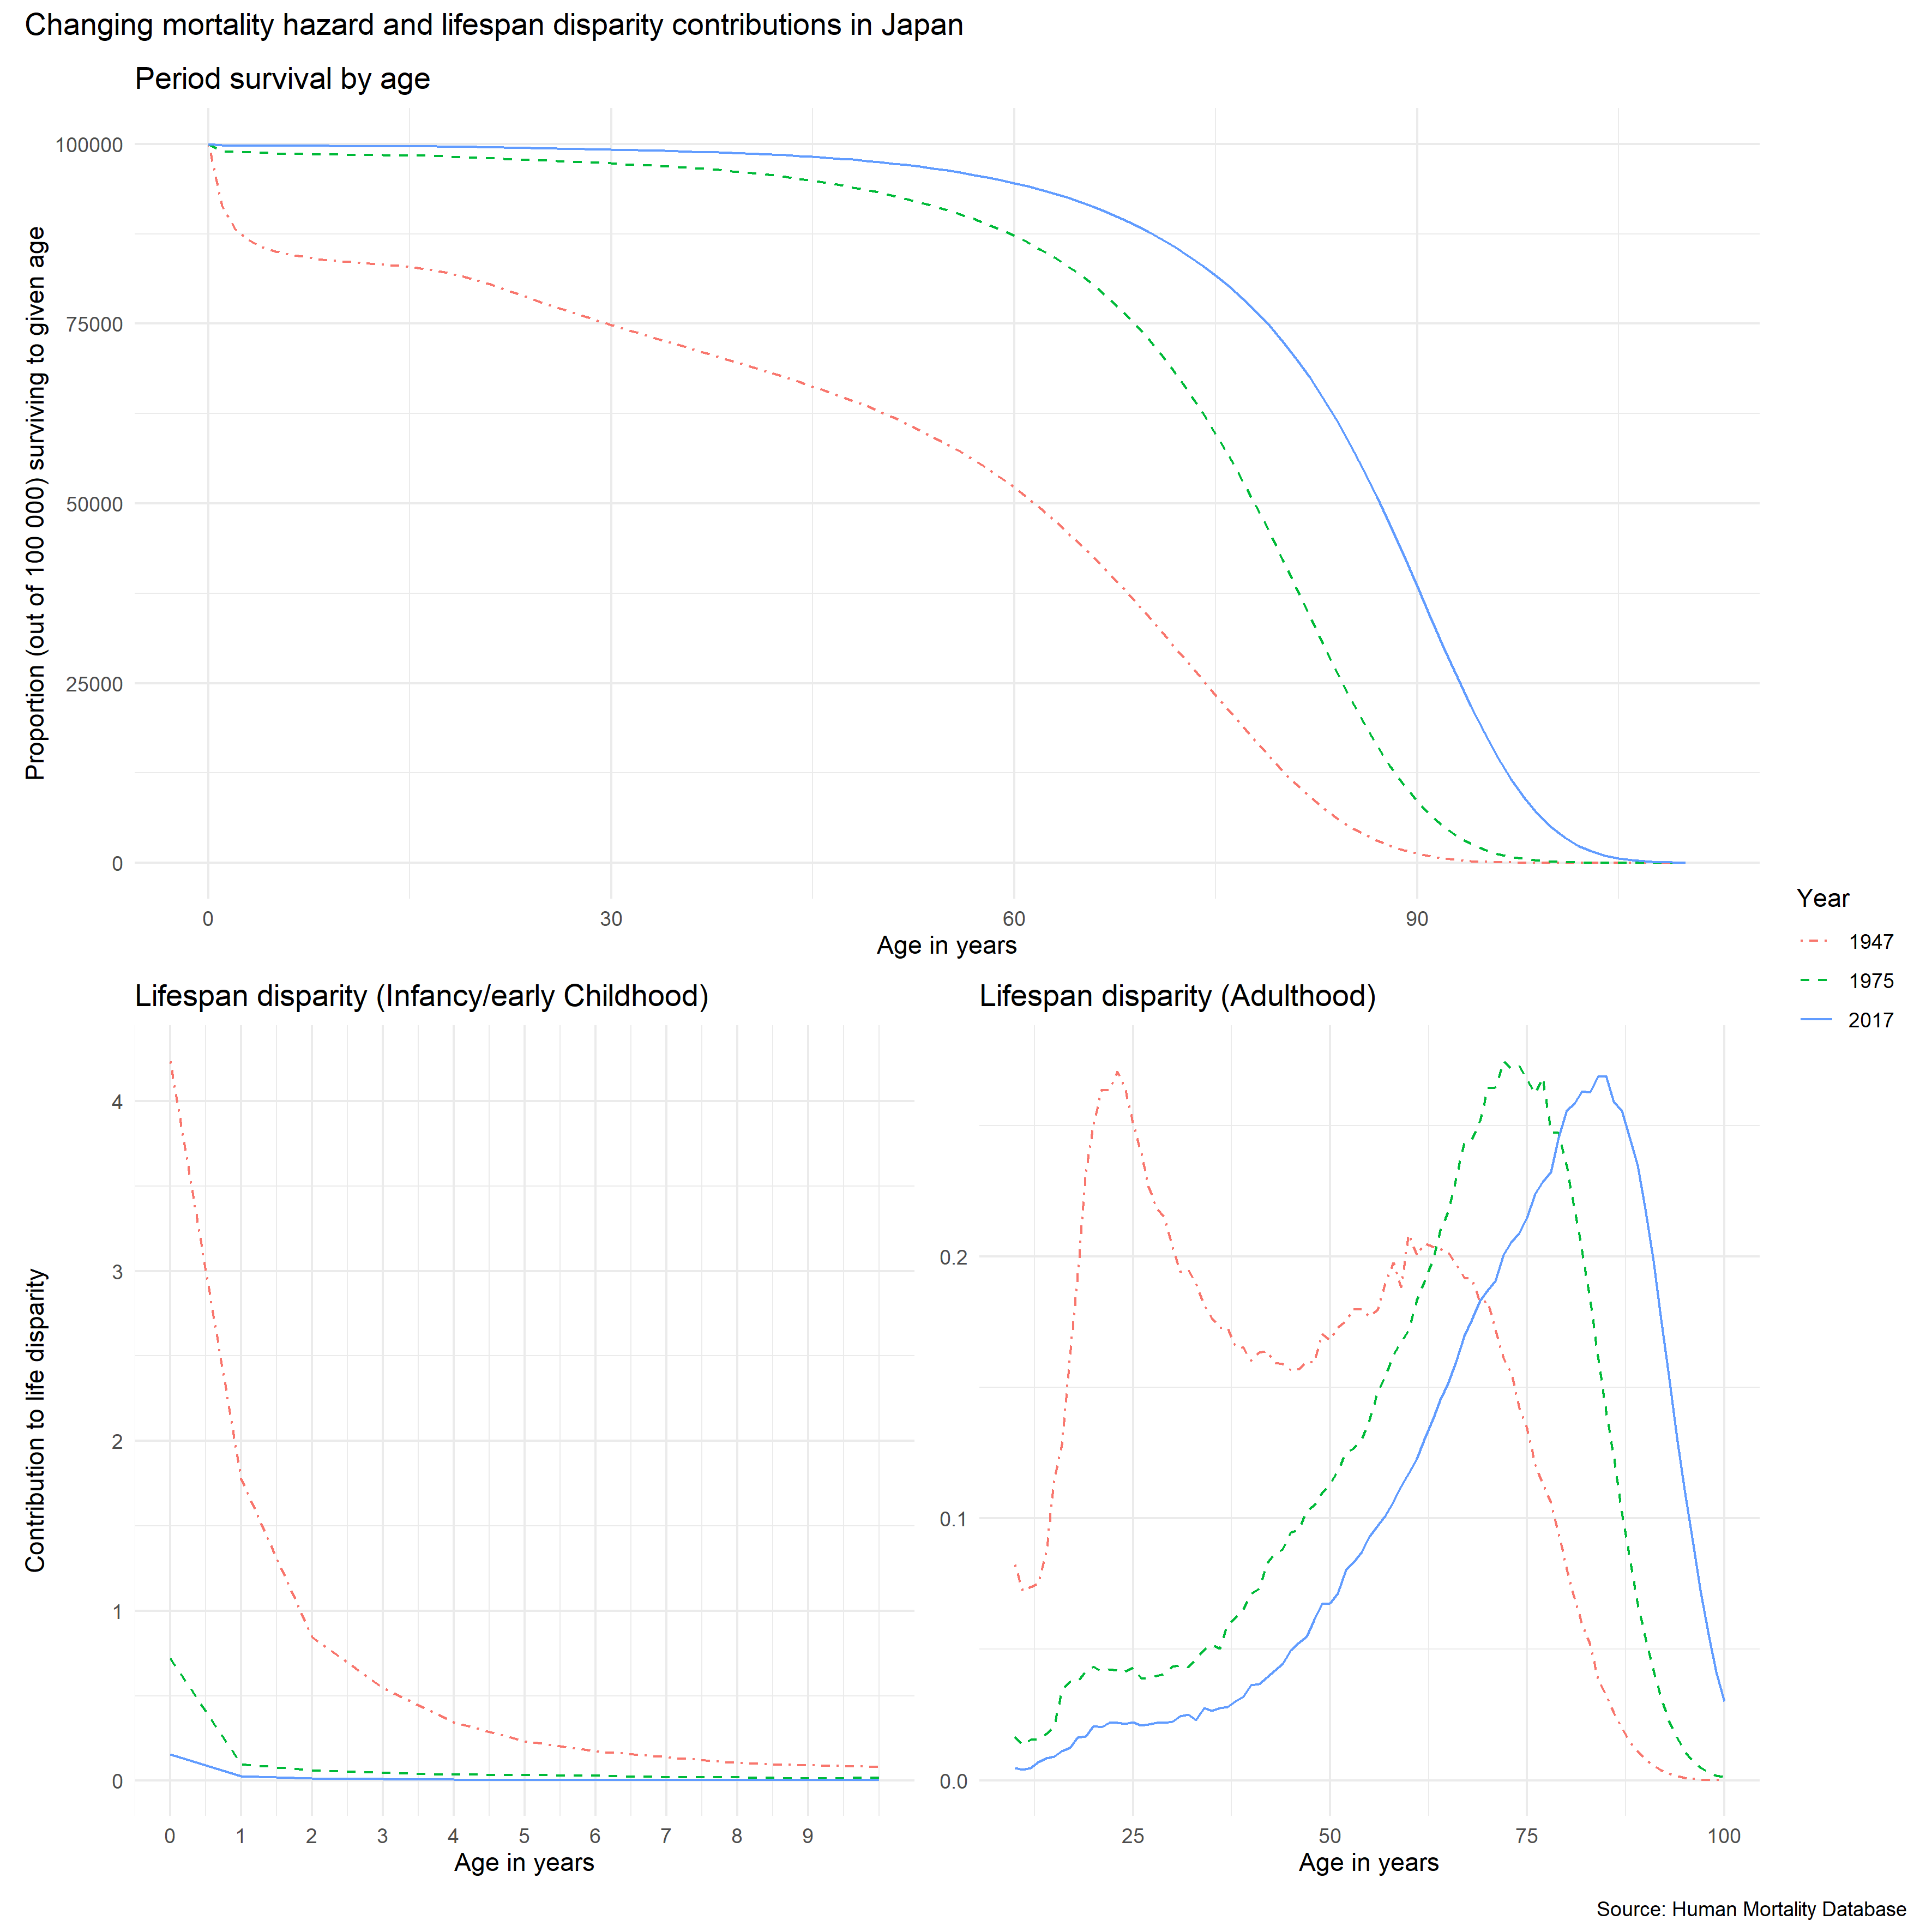 Changing mortality hazard and lifespan disparity contributions in Japan
Period survival by age
Proportion (out of 100 000) surviving to given age
100000
75000
50000
25000
0
0 30 60 90
Age in years
Year
1947
1975
2017
Lifespan disparity (Infancy/early Childhood)
Contribution to life disparity
4
3
2
1
0
0 1 2 3 4 5 6 7 8 9
Age in years
Lifespan disparity (Adulthood)
0.2
0.1
0.0
25 50 75 100
Age in years
Source: Human Mortality Database